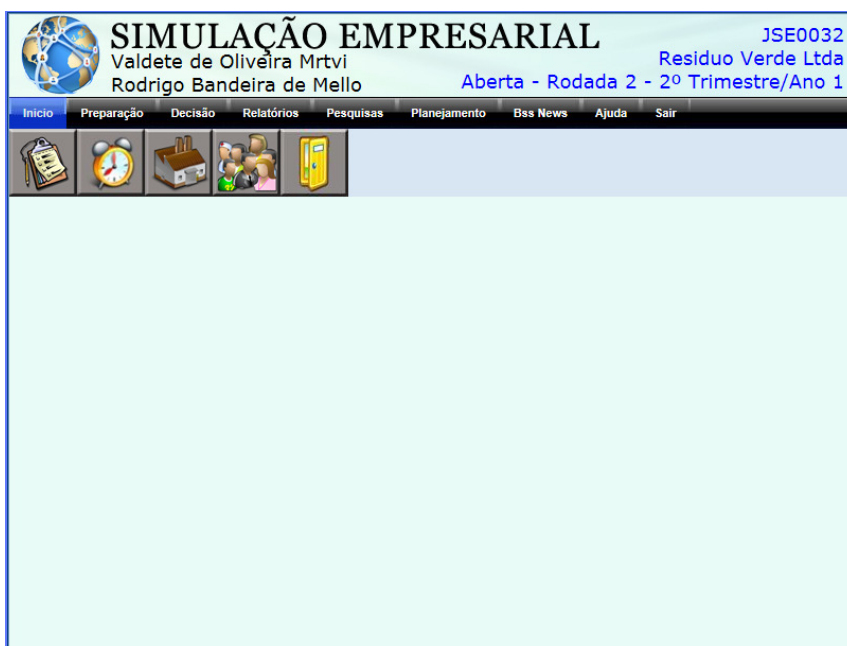 SIMULAÇÃO EMPRESARIAL
JSE0032
Valdete de Oliveira Mrtvi
Residuo Verde Ltda
Rodrigo Bandeira de Mello
Aberta - Rodada 2 - 2º Trimestre/Ano 1
Inicio Preparação Decisão Relatórios Pesquisas Planejamento Bss News Ajuda Sair